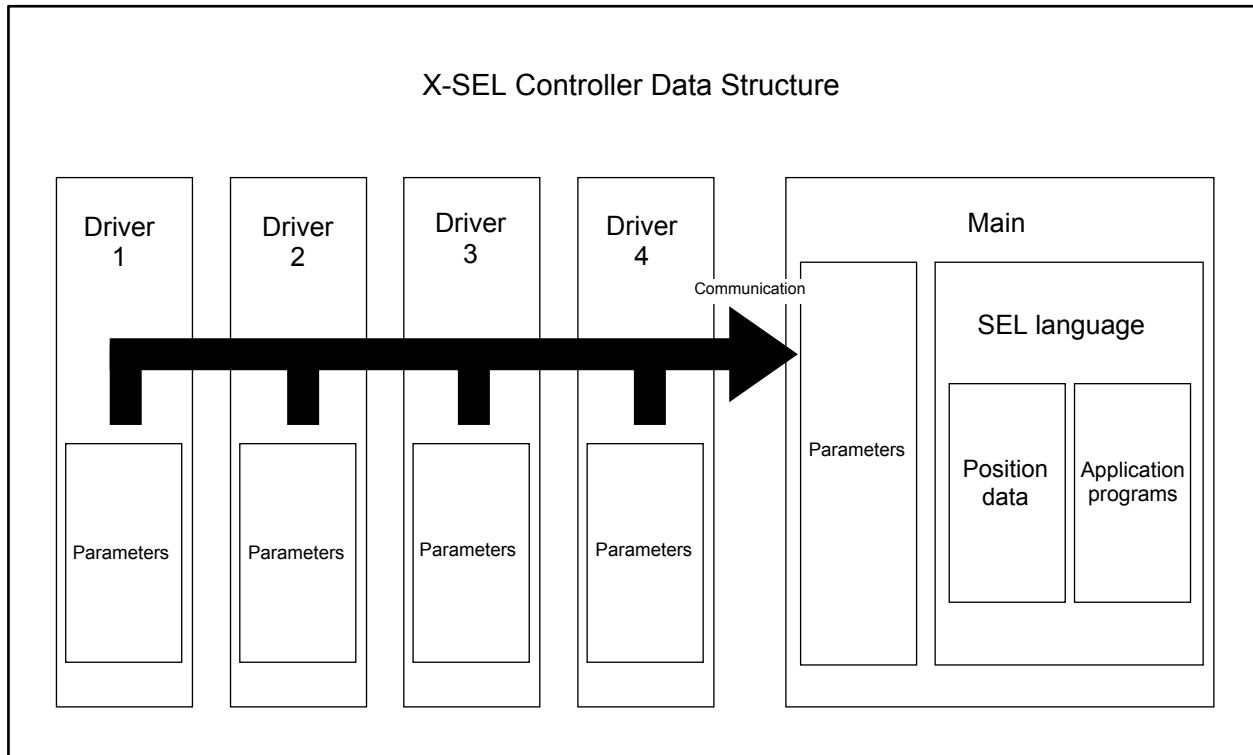 X-SEL Controller Data Structure
Driver
1
Driver
2
Driver
3
Driver
4
Main
Communication
SEL language
Parameters
Position
data
Application
programs
Parameters
Parameters
Parameters
Parameters